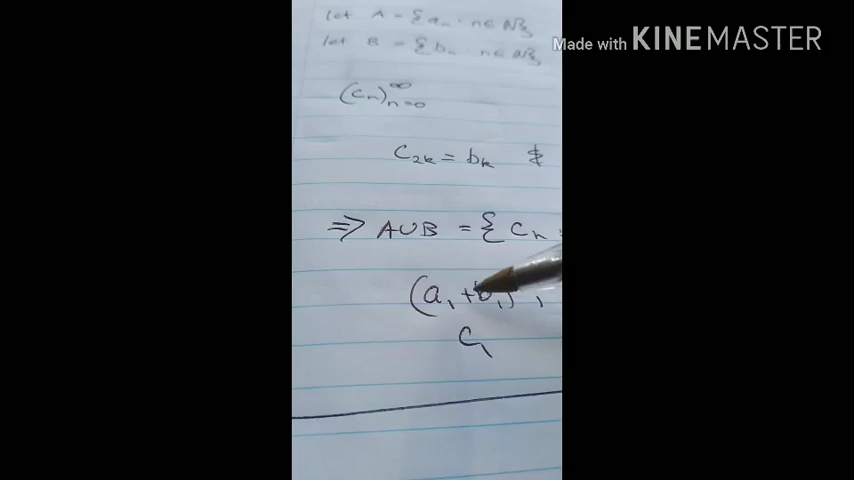 let A = {aₙ : n ∈ ℕ}
let B = {bₙ : n ∈ ℕ}
Made with KINEMASTER
(cₙ)ₙ₌₀^∞
C₂ₖ = bₖ &
⇒ A∪B = { Cₙ :
(a₁ + b₁) ,
C₁